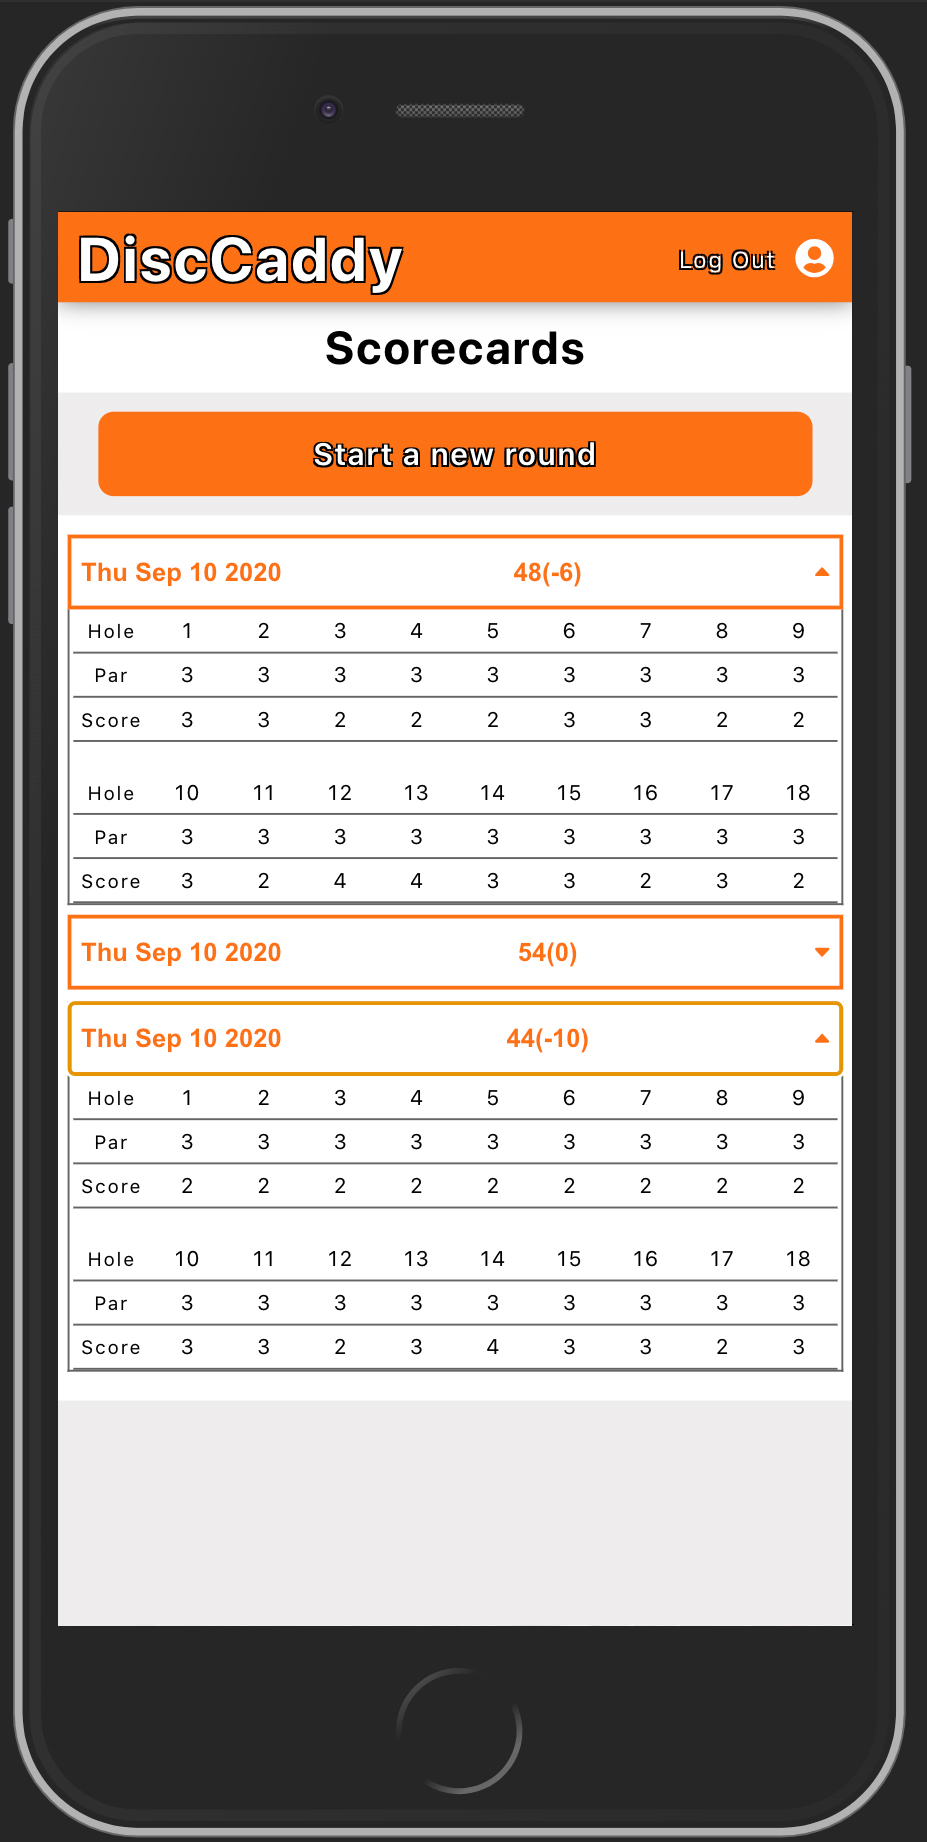 DiscCaddy Log Out
Scorecards
Start a new round
Thu Sep 10 2020 48(-6)
Hole 1 2 3 4 5 6 7 8 9
Par 3 3 3 3 3 3 3 3 3
Score 3 3 2 2 2 3 3 2 2
Hole 10 11 12 13 14 15 16 17 18
Par 3 3 3 3 3 3 3 3 3
Score 3 2 4 4 3 3 2 3 2
Thu Sep 10 2020 54(0)
Thu Sep 10 2020 44(-10)
Hole 1 2 3 4 5 6 7 8 9
Par 3 3 3 3 3 3 3 3 3
Score 2 2 2 2 2 2 2 2 2
Hole 10 11 12 13 14 15 16 17 18
Par 3 3 3 3 3 3 3 3 3
Score 3 3 2 3 4 3 3 2 3